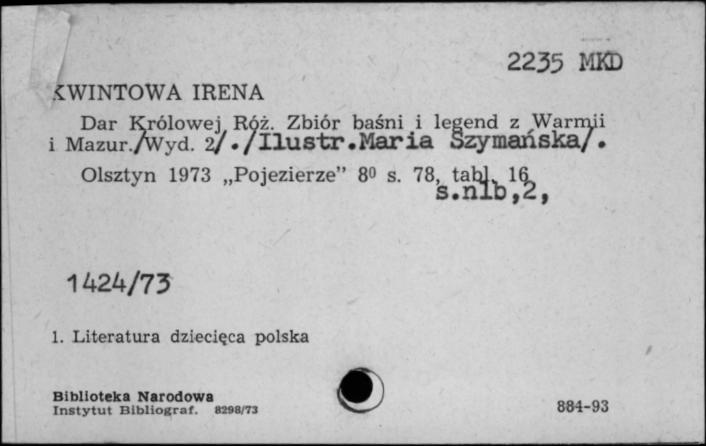 2235 MKD
KWINTOWA IRENA
Dar Królowej Róż. Zbiór baśni i legend z Warmii
i Mazur./Wyd. 2/./Ilustr.Maria Szymańska/.
Olsztyn 1973 „Pojezierze” 8⁰ s. 78, tabl. 16
s.nlb,2,
1424/73
1. Literatura dziecięca polska
Biblioteka Narodowa
Instytut Bibliograf. 8298/73
884-93